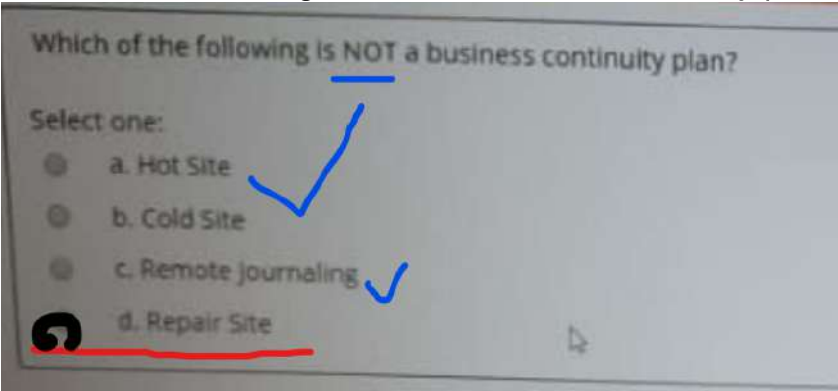 Which of the following is NOT a business continuity plan?
Select one:
a. Hot Site
b. Cold Site
c. Remote journaling
d. Repair Site